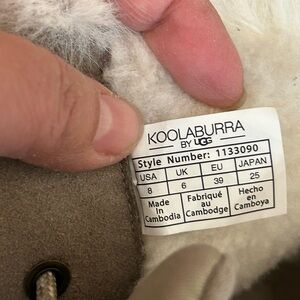 KOOLABURRA
BY UGG
Style Number: 1133090
USA UK EU JAPAN
8 6 39 25
Made in Cambodia Fabriqué au Cambodge Hecho en Camboya